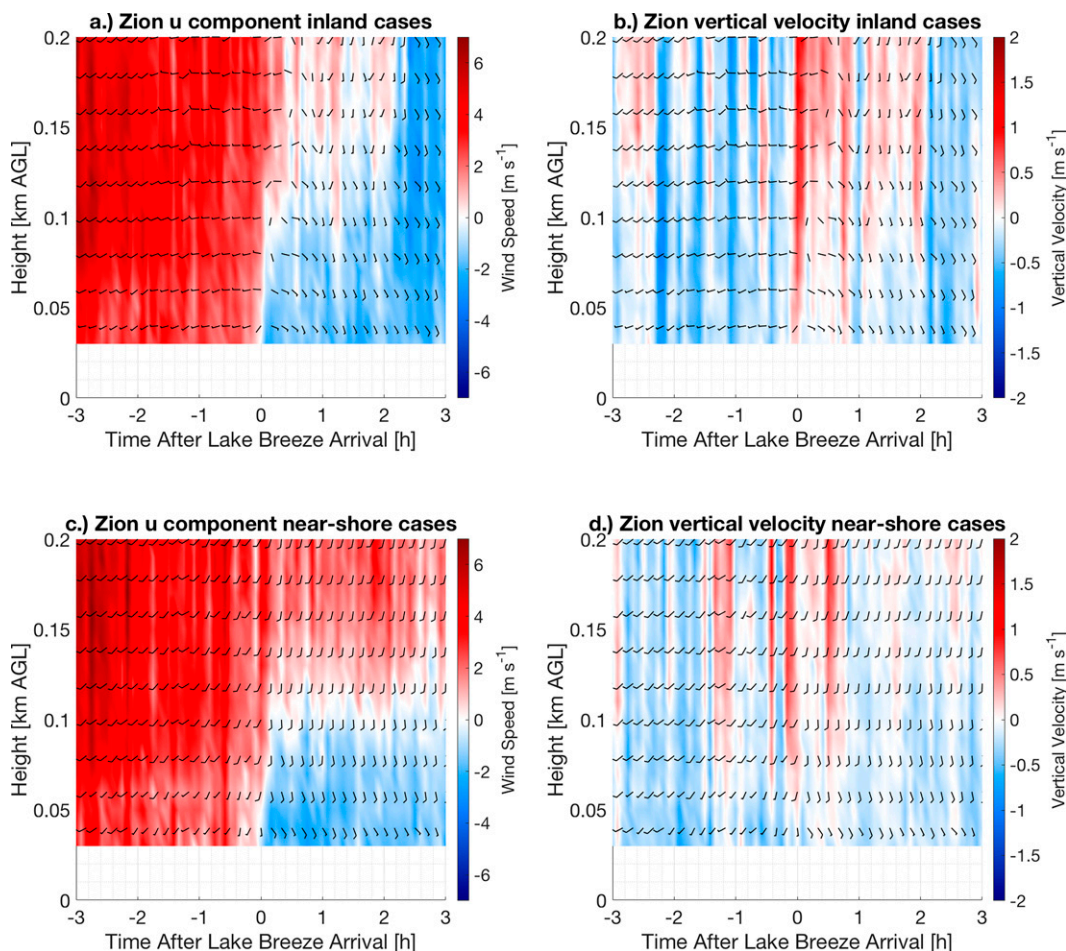 a.) Zion u component inland cases
0.2
0.15
0.1
0.05
0
Height [km AGL]
-3 -2 -1 0 1 2 3
Time After Lake Breeze Arrival [h]
6
4
2
0
-2
-4
-6
Wind Speed [m s⁻¹]
b.) Zion vertical velocity inland cases
0.2
0.15
0.1
0.05
0
Height [km AGL]
-3 -2 -1 0 1 2 3
Time After Lake Breeze Arrival [h]
2
1.5
1
0.5
0
-0.5
-1
-1.5
-2
Vertical Velocity [m s⁻¹]
c.) Zion u component near-shore cases
0.2
0.15
0.1
0.05
0
Height [km AGL]
-3 -2 -1 0 1 2 3
Time After Lake Breeze Arrival [h]
6
4
2
0
-2
-4
-6
Wind Speed [m s⁻¹]
d.) Zion vertical velocity near-shore cases
0.2
0.15
0.1
0.05
0
Height [km AGL]
-3 -2 -1 0 1 2 3
Time After Lake Breeze Arrival [h]
2
1.5
1
0.5
0
-0.5
-1
-1.5
-2
Vertical Velocity [m s⁻¹]